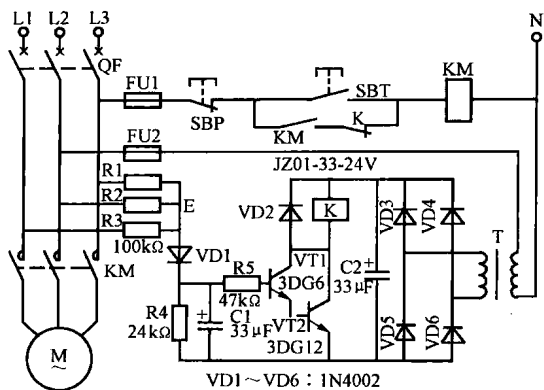 L1 L2 L3 N
QF
FU1 SBP SBT KM
KM K
FU2
JZ01-33-24V
R1
R2
R3
E
100kΩ
VD1
VD2 K VD3 VD4
KM
R4
24kΩ
R5
47kΩ
C1
33μF
VT1
3DG6
VT2
3DG12
C2
33μF
VD5 VD6
T
M
~
VD1～VD6：1N4002